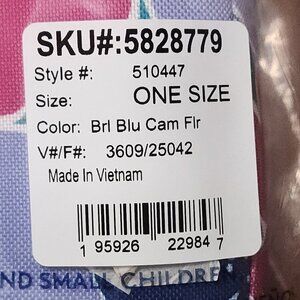 SKU#:5828779
Style #: 510447
Size: ONE SIZE
Color: Brl Blu Cam Flr
V#/F#: 3609/25042
Made In Vietnam
1 95926 22984 7
ND SMALL CHILDRE